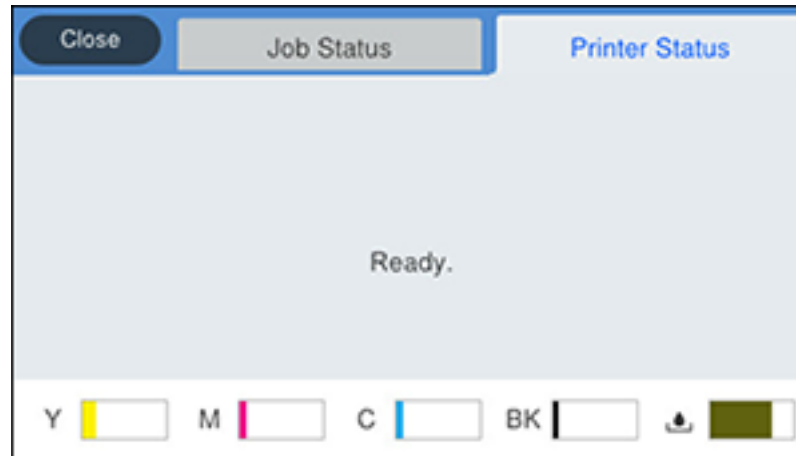 Close
Job Status
Printer Status
Ready.
Y
M
C
BK